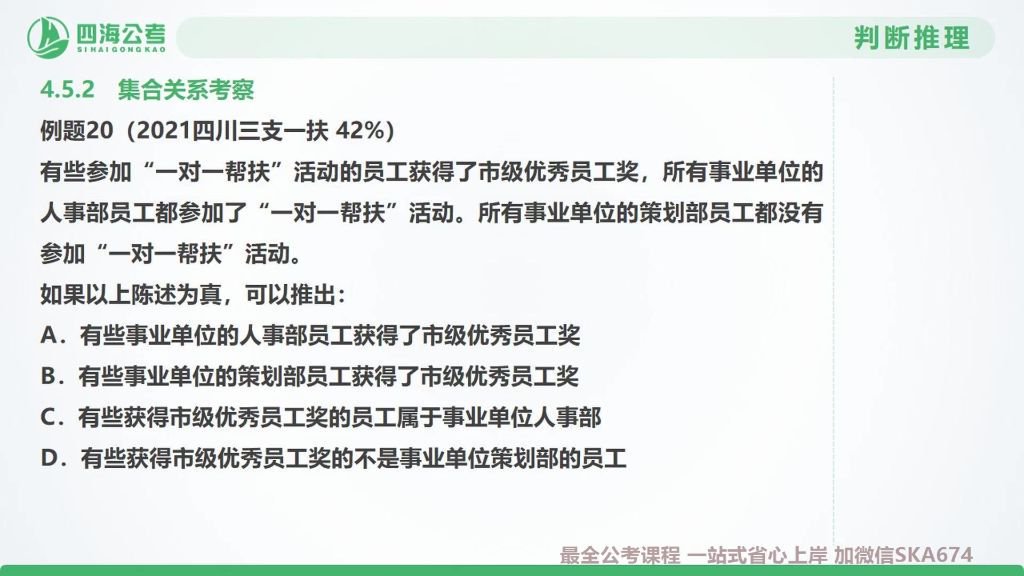 四海公考
SIHAIGONGKAO
判断推理
4.5.2 集合关系考察
例题20（2021四川三支一扶 42%）
有些参加“一对一帮扶”活动的员工获得了市级优秀员工奖，所有事业单位的
人事部员工都参加了“一对一帮扶”活动。所有事业单位的策划部员工都没有
参加“一对一帮扶”活动。
如果以上陈述为真，可以推出：
A．有些事业单位的人事部员工获得了市级优秀员工奖
B．有些事业单位的策划部员工获得了市级优秀员工奖
C．有些获得市级优秀员工奖的员工属于事业单位人事部
D．有些获得市级优秀员工奖的不是事业单位策划部的员工
最全公考课程 一站式省心上岸 加微信SKA674